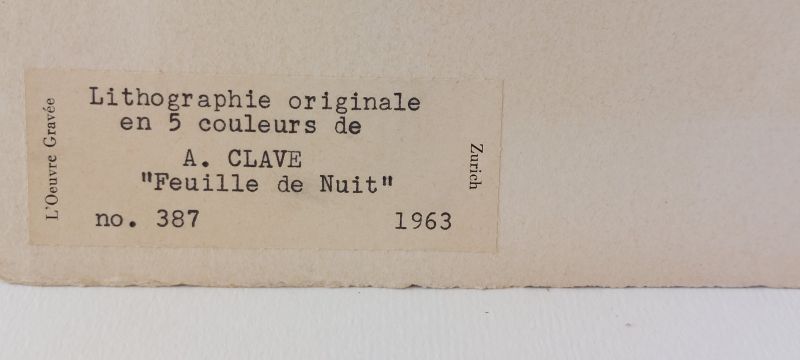 L'Oeuvre Gravée
Lithographie originale
en 5 couleurs de
A. CLAVE
"Feuille de Nuit"
no. 387 1963
Zurich